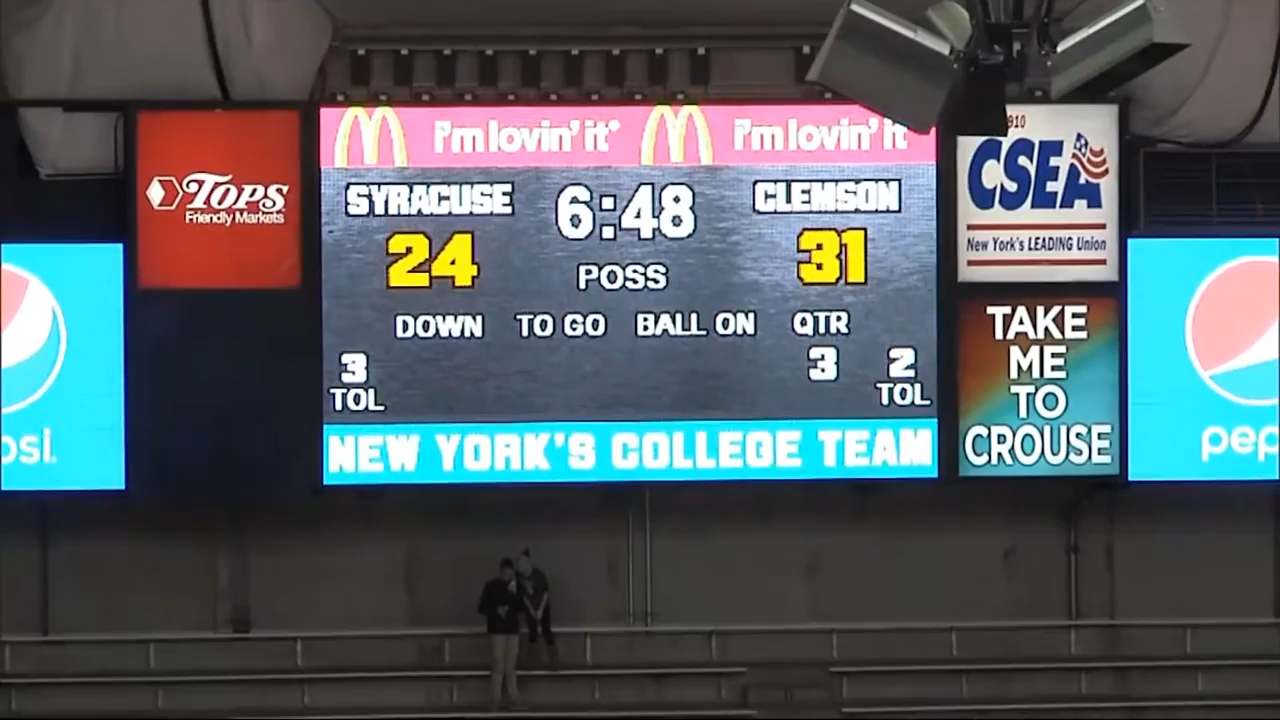 TOPS
Friendly Markets
i'm lovin' it
i'm lovin' it
SYRACUSE 6:48 CLEMSON
24 31
POSS
DOWN TO GO BALL ON QTR
3 3 2
TOL TOL
NEW YORK'S COLLEGE TEAM
910
CSEA
New York's LEADING Union
TAKE
ME
TO
CROUSE
psi
pep